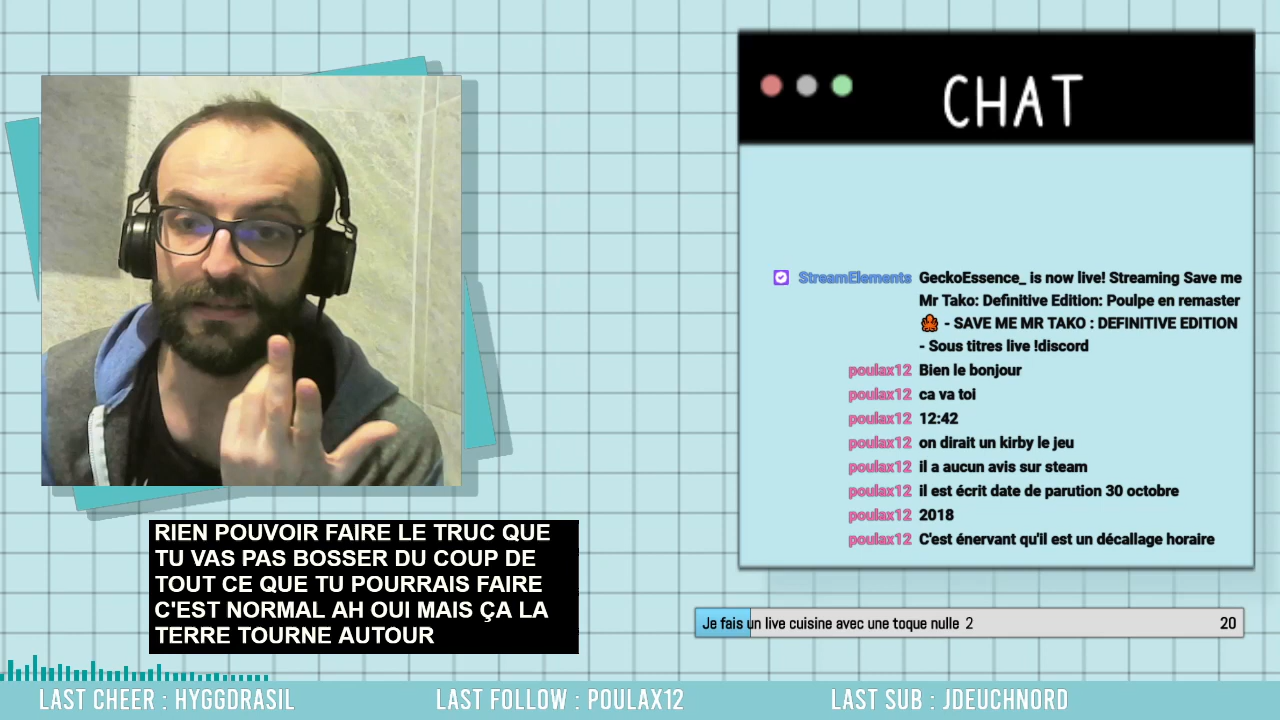 CHAT
StreamElements GeckoEssence_ is now live! Streaming Save me
Mr Tako: Definitive Edition: Poulpe en remaster
- SAVE ME MR TAKO : DEFINITIVE EDITION
- Sous titres live !discord
poulax12 Bien le bonjour
poulax12 ca va toi
poulax12 12:42
poulax12 on dirait un kirby le jeu
poulax12 il a aucun avis sur steam
poulax12 il est écrit date de parution 30 octobre
poulax12 2018
poulax12 C'est énervant qu'il est un décallage horaire
RIEN POUVOIR FAIRE LE TRUC QUE
TU VAS PAS BOSSER DU COUP DE
TOUT CE QUE TU POURRAIS FAIRE
C'EST NORMAL AH OUI MAIS ÇA LA
TERRE TOURNE AUTOUR
Je fais un live cuisine avec une toque nulle 2 20
LAST CHEER : HYGGDRASIL LAST FOLLOW : POULAX12 LAST SUB : JDEUCHNORD